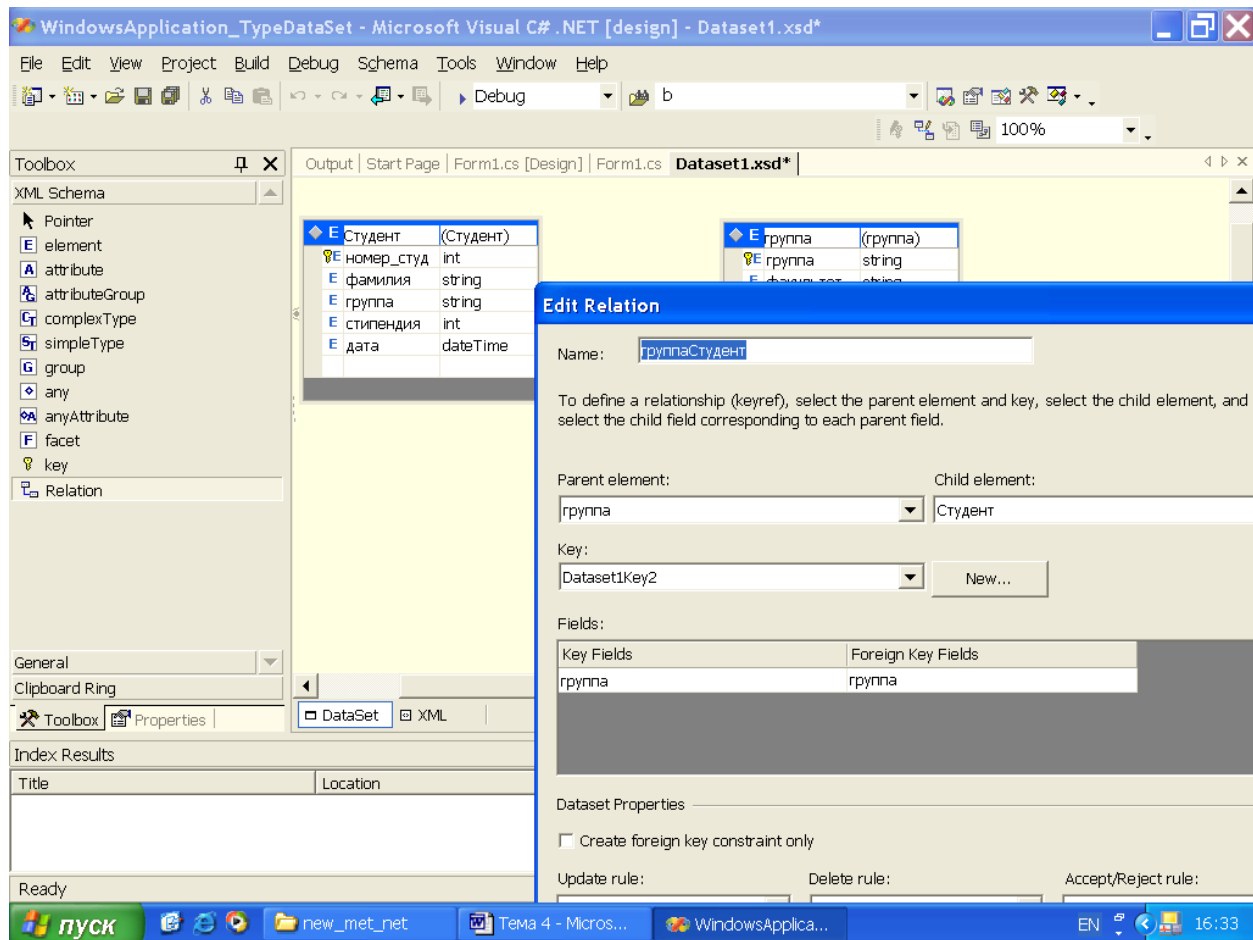 WindowsApplication_TypeDataSet - Microsoft Visual C# .NET [design] - Dataset1.xsd*
File Edit View Project Build Debug Schema Tools Window Help
Debug b
100%
Toolbox
Output Start Page Form1.cs [Design] Form1.cs Dataset1.xsd*
XML Schema
Pointer
E element
A attribute
attributeGroup
complexType
simpleType
G group
any
anyAttribute
F facet
key
Relation
General
Clipboard Ring
Toolbox Properties
E Студент (Студент)
E номер_студ int
E фамилия string
E группа string
E стипендия int
E дата dateTime
E группа (группа)
E группа string
E факультет string
DataSet XML
Edit Relation
Name: группаСтудент
To define a relationship (keyref), select the parent element and key, select the child element, and
select the child field corresponding to each parent field.
Parent element: Child element:
группа Студент
Key:
Dataset1Key2 New...
Fields:
Key Fields Foreign Key Fields
группа группа
Dataset Properties
Create foreign key constraint only
Update rule: Delete rule: Accept/Reject rule:
Index Results
Title Location
Ready
пуск new_met_net Тема 4 - Micros... WindowsApplica... EN 16:33